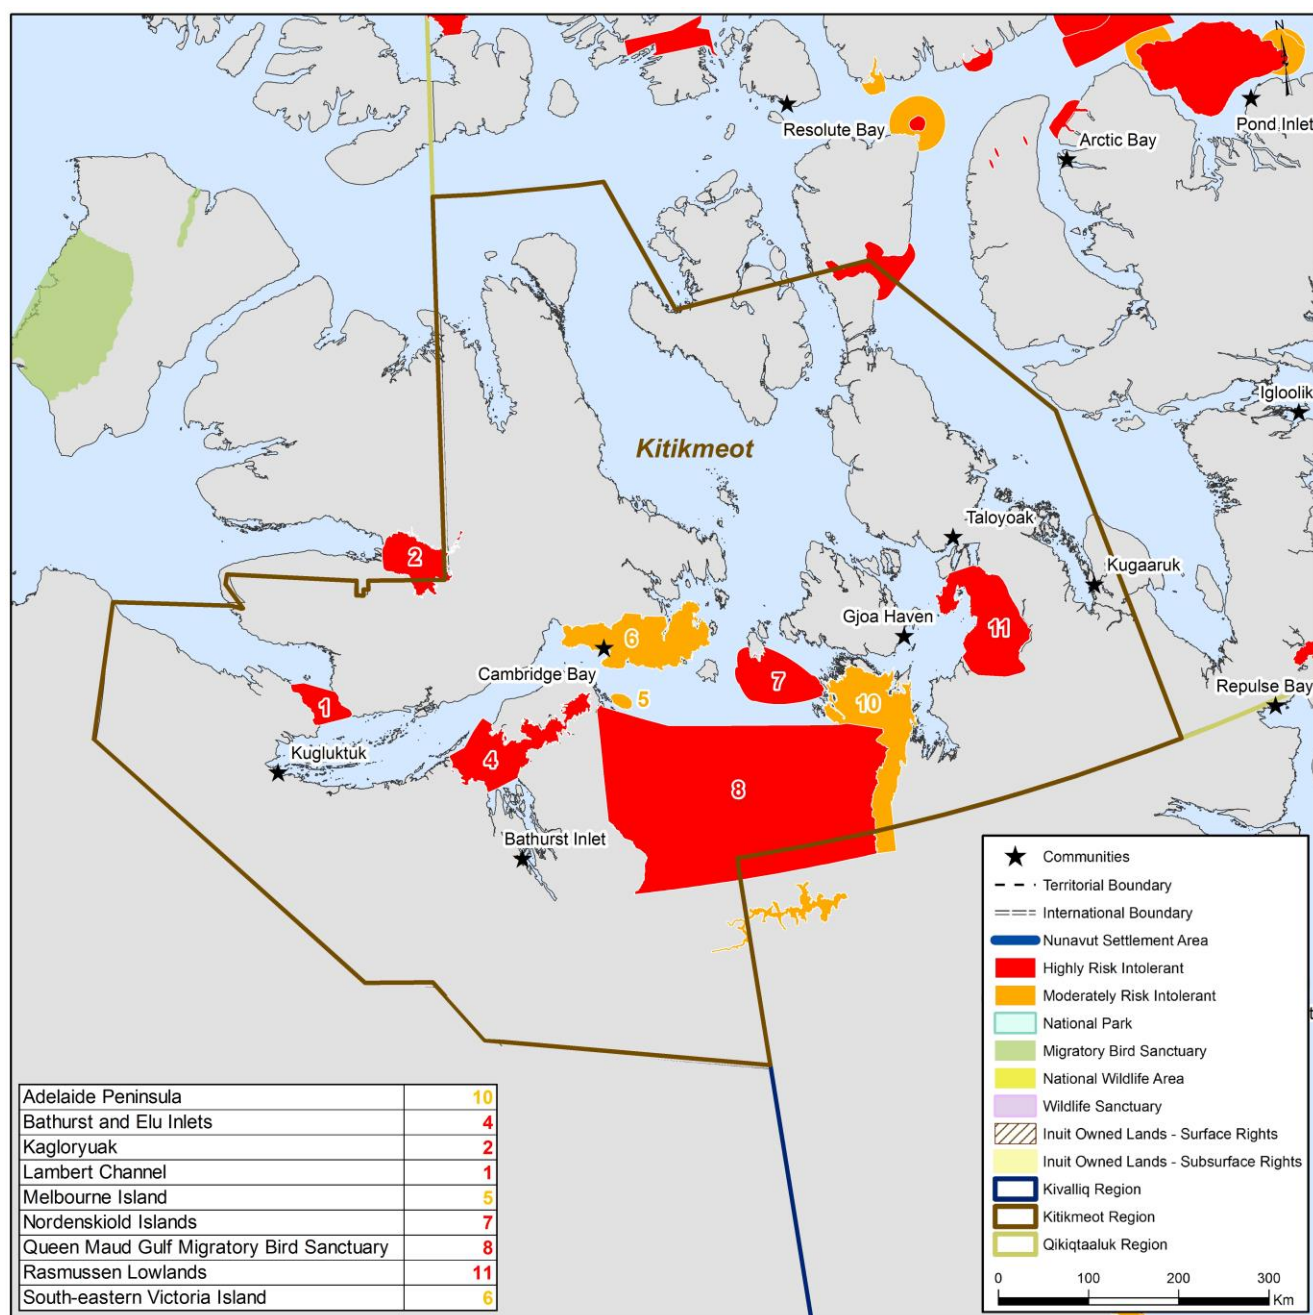 N
Resolute Bay
Pond Inlet
Arctic Bay
Igloolik
Kitikmeot
Taloyoak
2
Kugaaruk
Gjoa Haven
6
11
Cambridge Bay
7
5
10
Repulse Bay
1
Kugluktuk
4
8
Bathurst Inlet
Communities
Territorial Boundary
International Boundary
Nunavut Settlement Area
Highly Risk Intolerant
Moderately Risk Intolerant
t
National Park
Migratory Bird Sanctuary
National Wildlife Area
Wildlife Sanctuary
Inuit Owned Lands - Surface Rights
Inuit Owned Lands - Subsurface Rights
Kivalliq Region
Kitikmeot Region
Qikiqtaaluk Region
0 100 200 300
Km
Adelaide Peninsula 10
Bathurst and Elu Inlets 4
Kagloryuak 2
Lambert Channel 1
Melbourne Island 5
Nordenskiold Islands 7
Queen Maud Gulf Migratory Bird Sanctuary 8
Rasmussen Lowlands 11
South-eastern Victoria Island 6